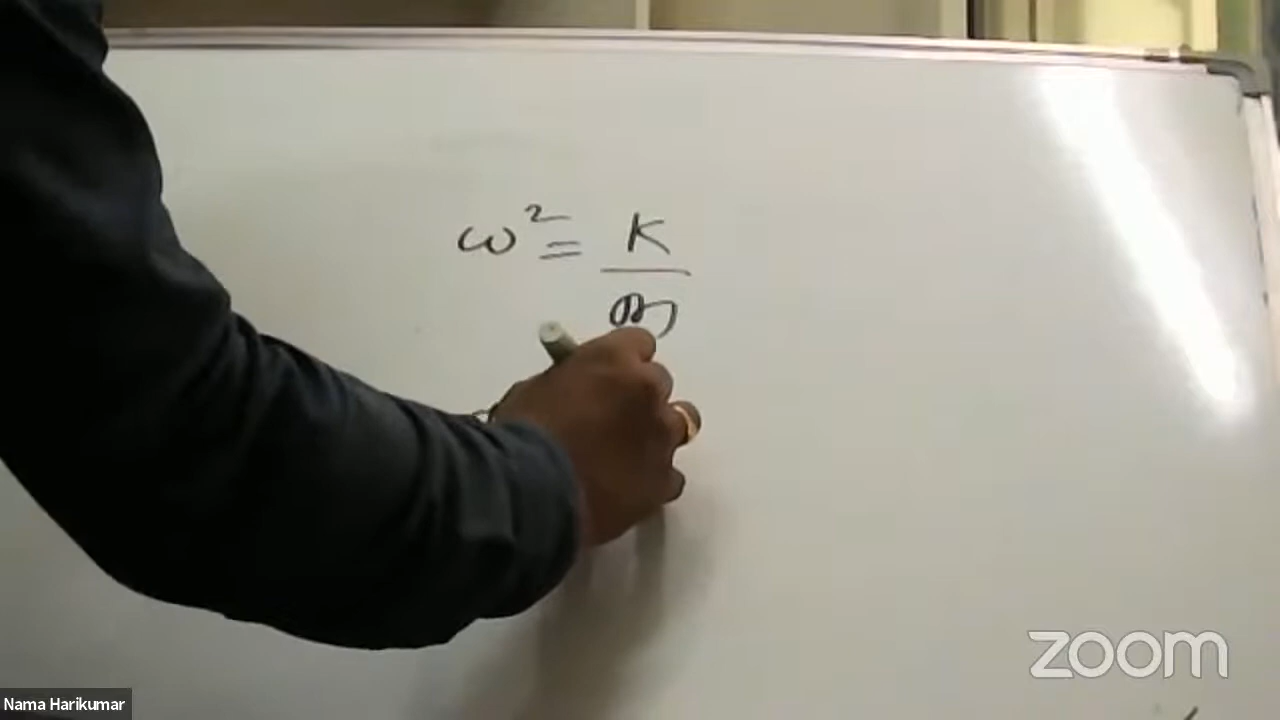 ω² = K
m
zoom
Nama Harikumar